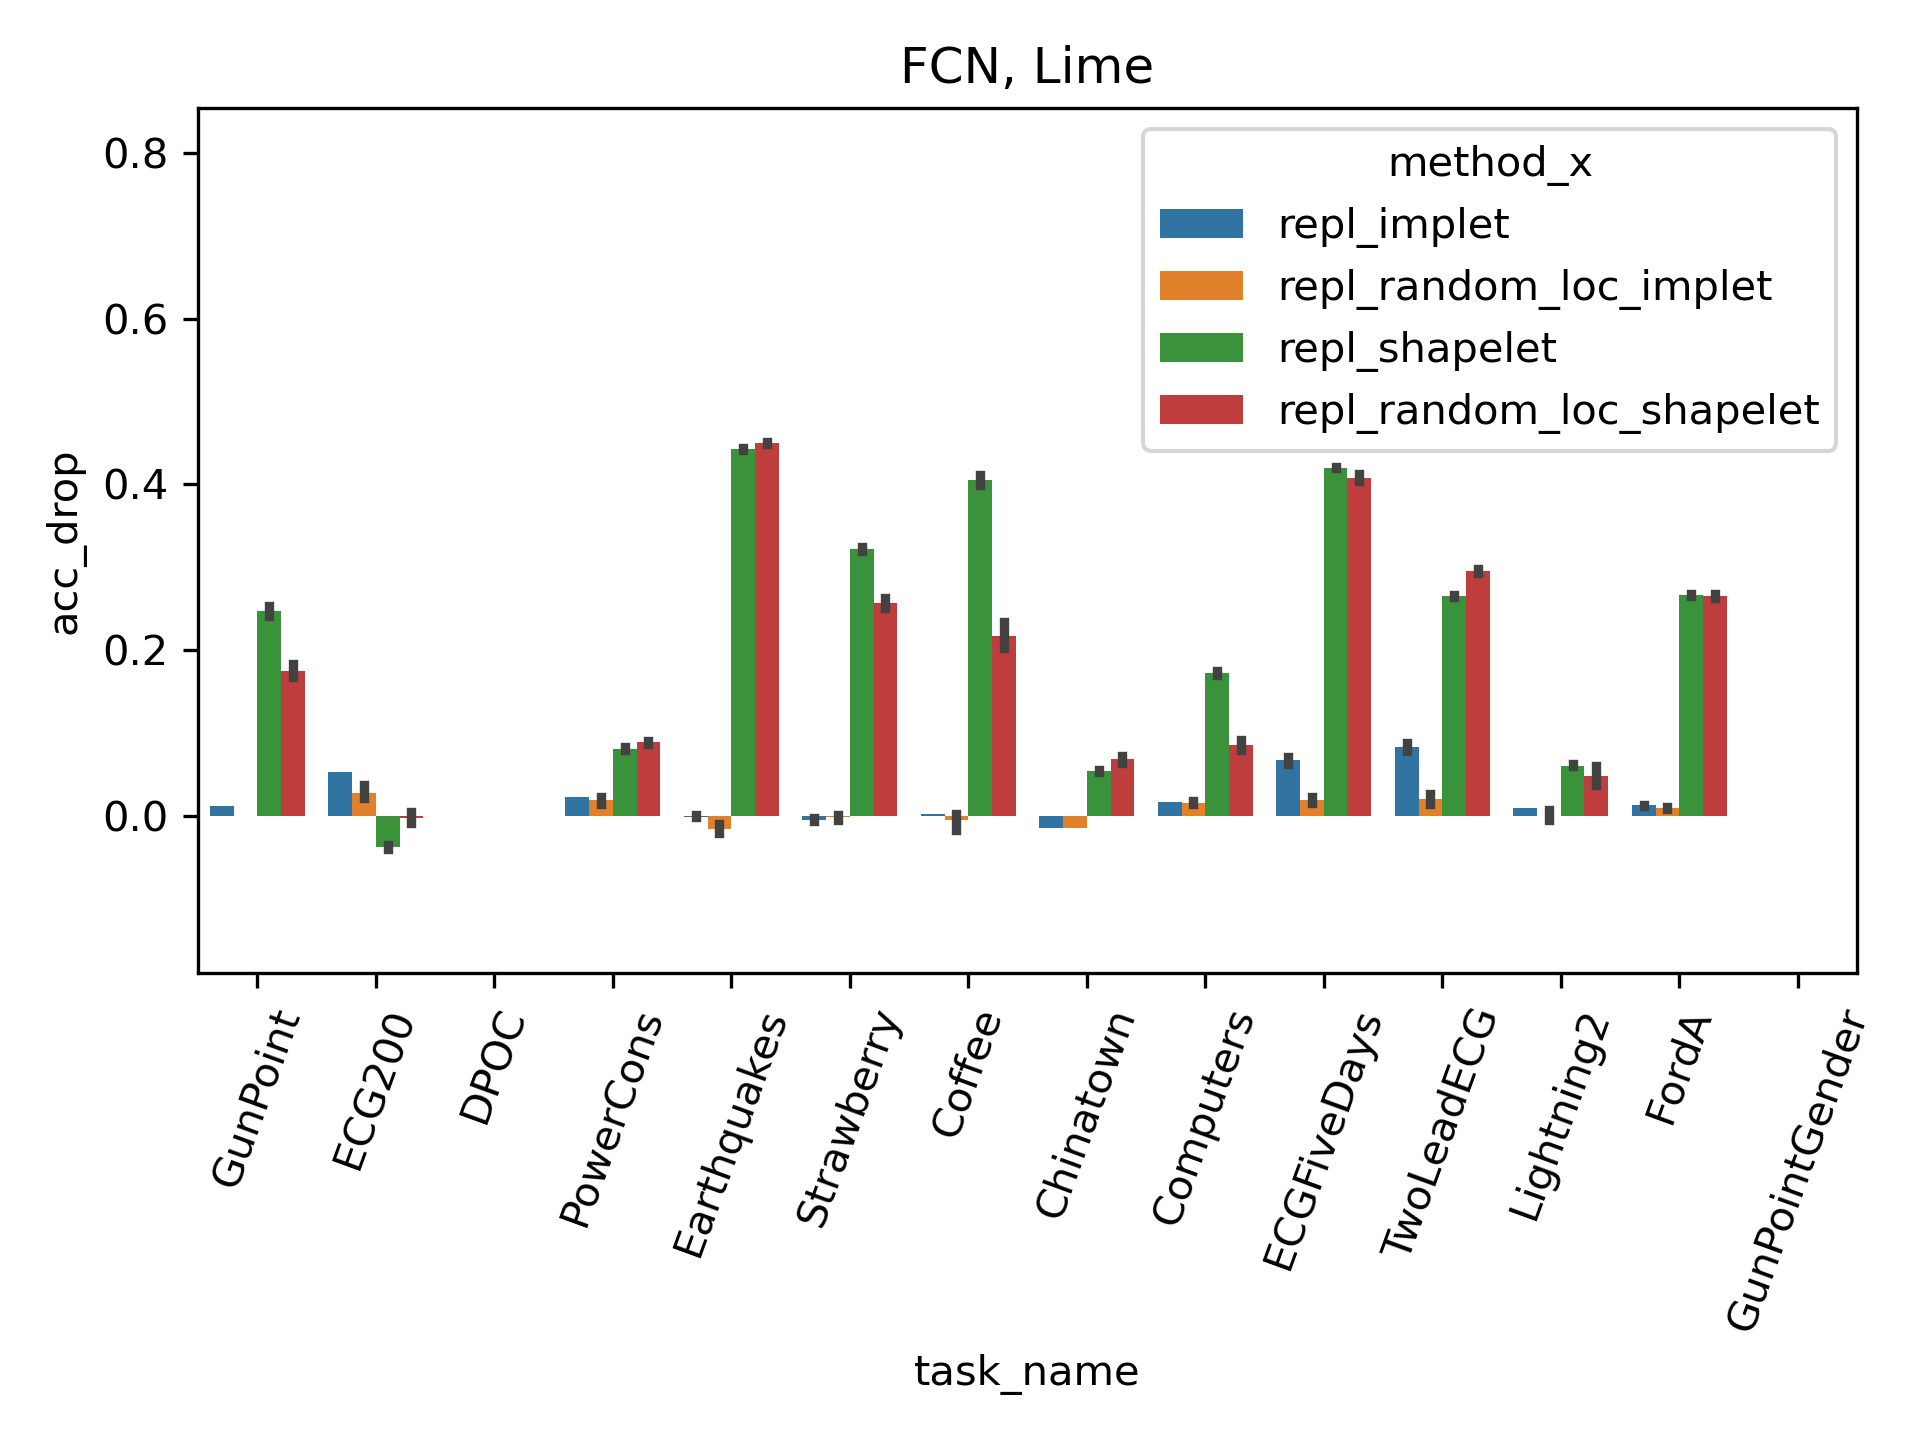 FCN, Lime
method_x
repl_implet
repl_random_loc_implet
repl_shapelet
repl_random_loc_shapelet
acc_drop
0.8
0.6
0.4
0.2
0.0
GunPoint
ECG200
DPOC
PowerCons
Earthquakes
Strawberry
Coffee
Chinatown
Computers
ECGFiveDays
TwoLeadECG
Lightning2
FordA
GunPointGender
task_name